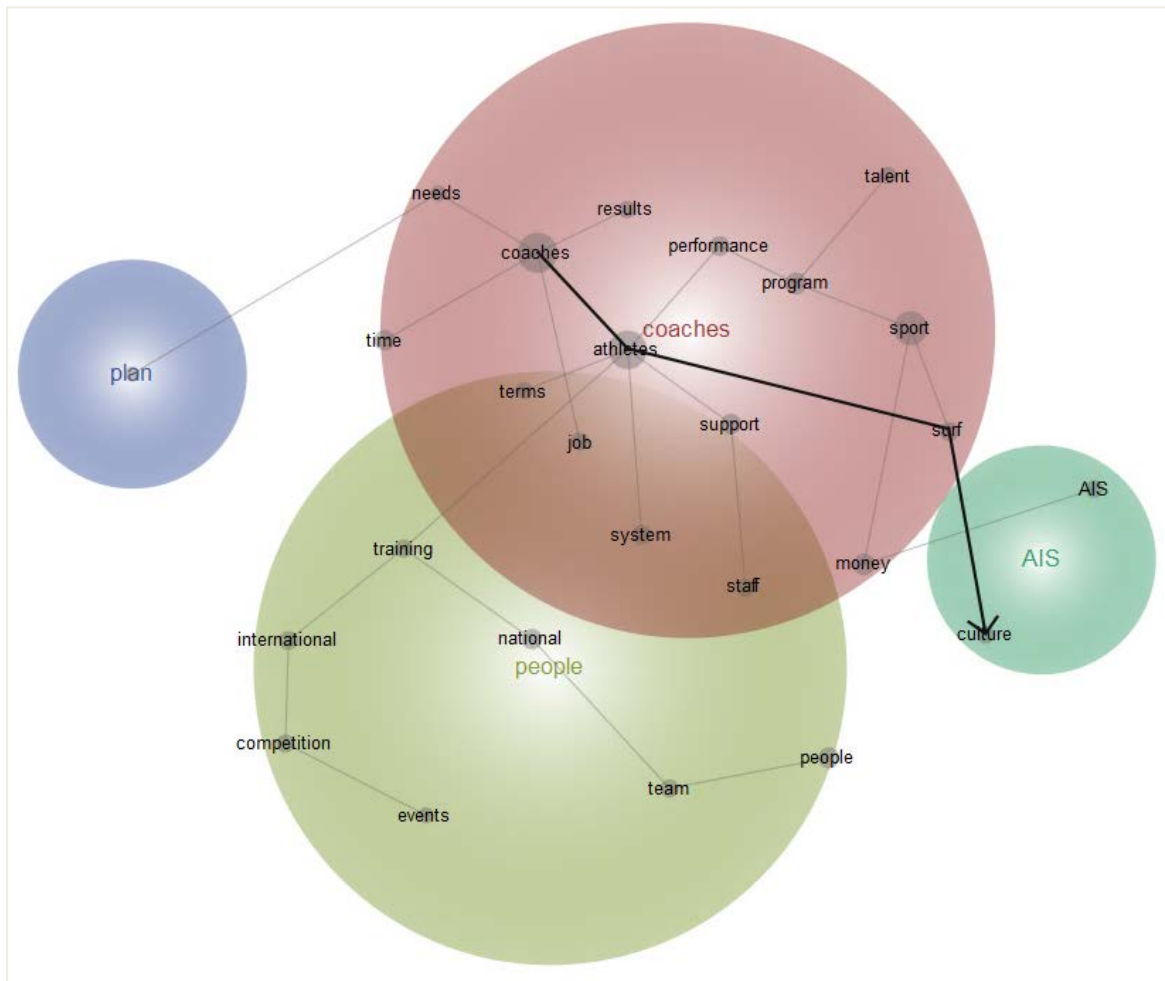 talent
needs
results
performance
coaches
program
sport
coaches
time
athletes
plan
terms
support
surf
job
AIS
system
training
AIS
money
staff
international
national
culture
people
competition
people
team
events